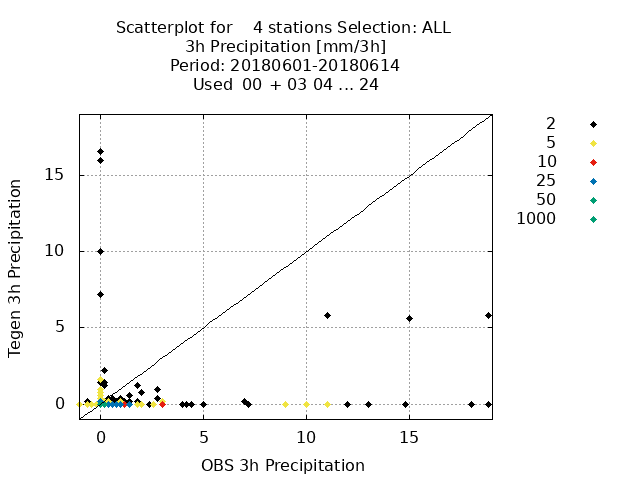 Scatterplot for 4 stations Selection: ALL
3h Precipitation [mm/3h]
Period: 20180601-20180614
Used 00 + 03 04 ... 24
2
5
10
25
50
1000
Tegen 3h Precipitation
15
10
5
0
0 5 10 15
OBS 3h Precipitation